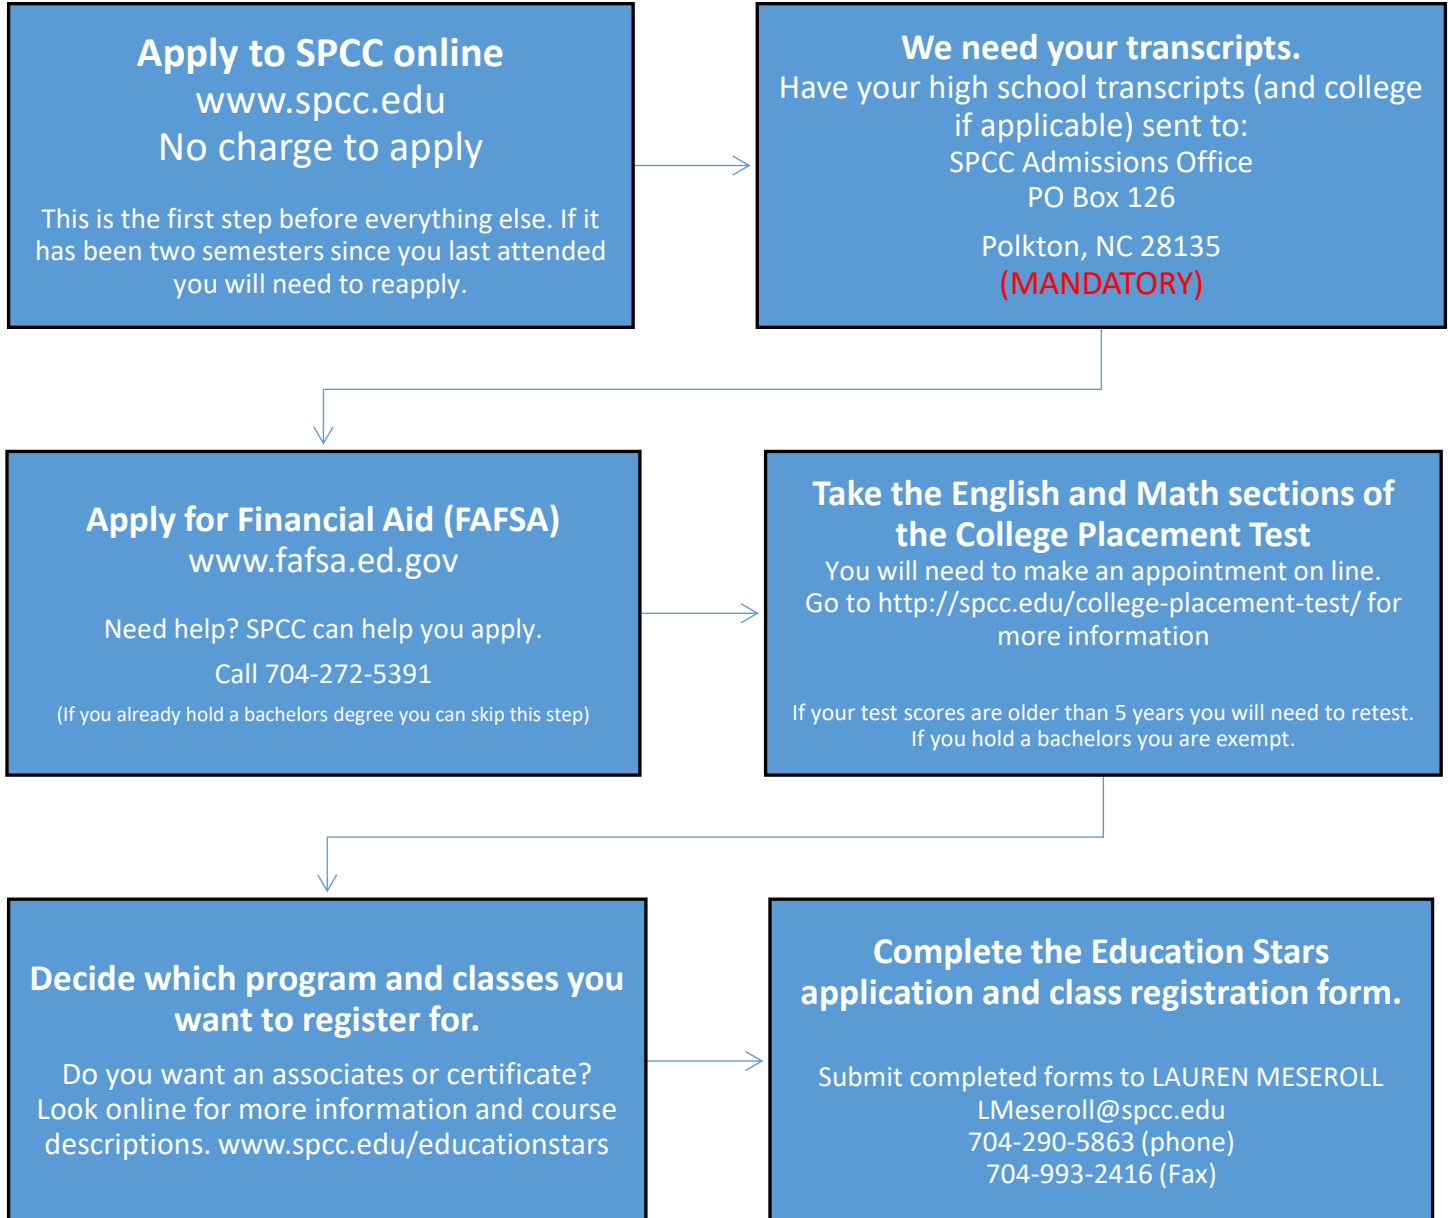 Apply to SPCC online
www.spcc.edu
No charge to apply
This is the first step before everything else. If it
has been two semesters since you last attended
you will need to reapply.
We need your transcripts.
Have your high school transcripts (and college
if applicable) sent to:
SPCC Admissions Office
PO Box 126
Polkton, NC 28135
(MANDATORY)
Apply for Financial Aid (FAFSA)
www.fafsa.ed.gov
Need help? SPCC can help you apply.
Call 704-272-5391
(If you already hold a bachelors degree you can skip this step)
Take the English and Math sections of
the College Placement Test
You will need to make an appointment on line.
Go to http://spcc.edu/college-placement-test/ for
more information
If your test scores are older than 5 years you will need to retest.
If you hold a bachelors you are exempt.
Decide which program and classes you
want to register for.
Do you want an associates or certificate?
Look online for more information and course
descriptions. www.spcc.edu/educationstars
Complete the Education Stars
application and class registration form.
Submit completed forms to LAUREN MESEROLL
LMeseroll@spcc.edu
704-290-5863 (phone)
704-993-2416 (Fax)